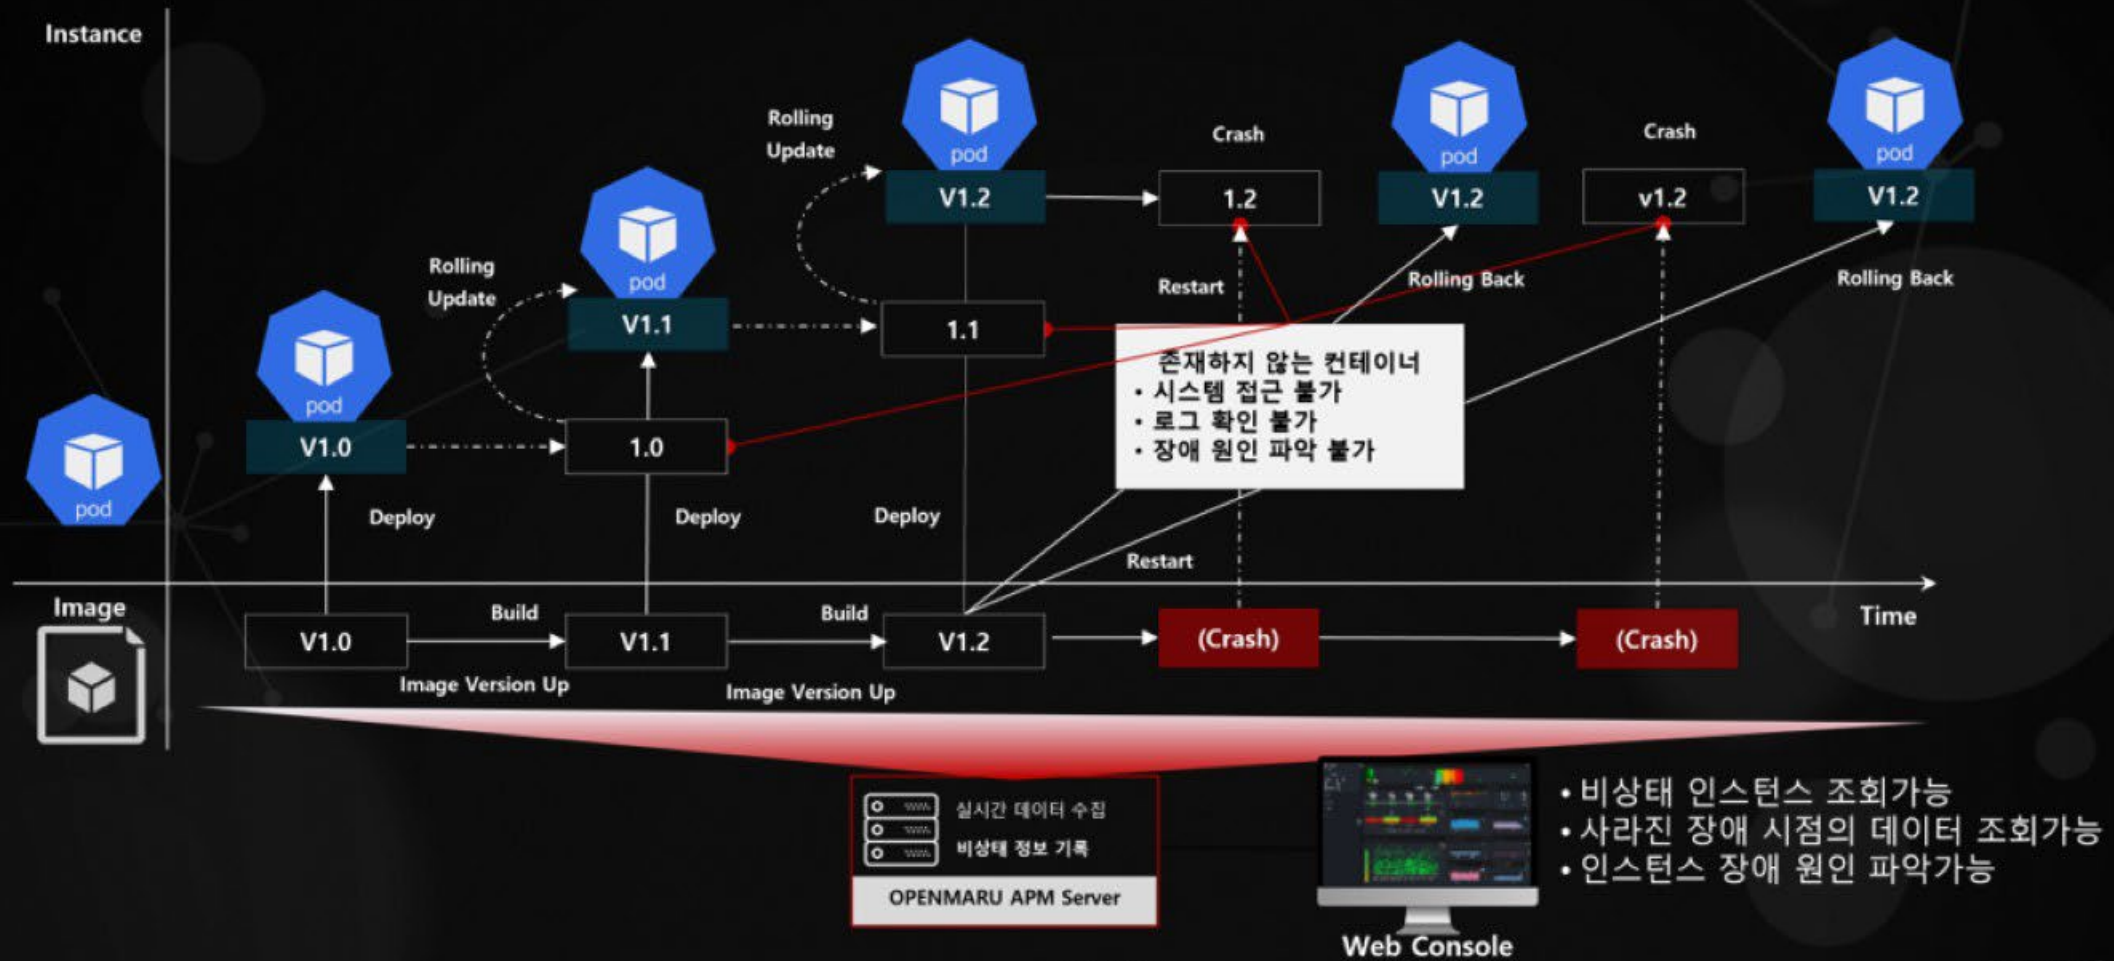 Instance
Rolling
Update
pod
V1.2
Crash
1.2
pod
V1.2
Crash
v1.2
pod
V1.2
Rolling
Update
pod
V1.1
1.1
Restart
Rolling Back
Rolling Back
pod
V1.0
1.0
pod
존재하지 않는 컨테이너
• 시스템 접근 불가
• 로그 확인 불가
• 장애 원인 파악 불가
Deploy
Deploy
Deploy
Restart
Time
Image
V1.0
Build
Image Version Up
V1.1
Build
Image Version Up
V1.2
(Crash)
(Crash)
실시간 데이터 수집
비상태 정보 기록
OPENMARU APM Server
Web Console
• 비상태 인스턴스 조회가능
• 사라진 장애 시점의 데이터 조회가능
• 인스턴스 장애 원인 파악가능